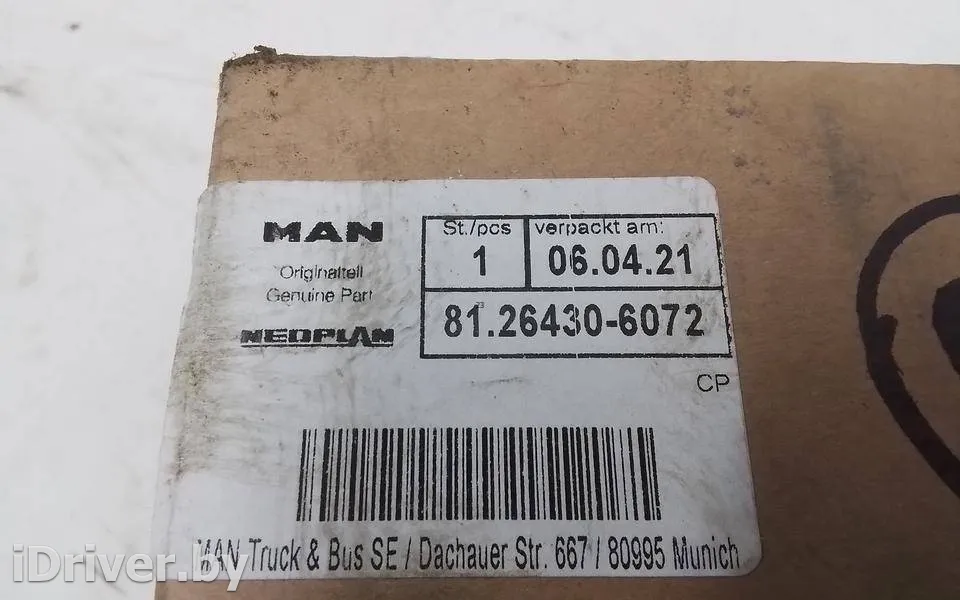 MAN
Originalteil
Genuine Part
NEOPLAN
St./pcs
1
verpackt am:
06.04.21
81.26430-6072
CP
MAN Truck & Bus SE / Dachauer Str. 667 / 80995 Munich
iDriver.by